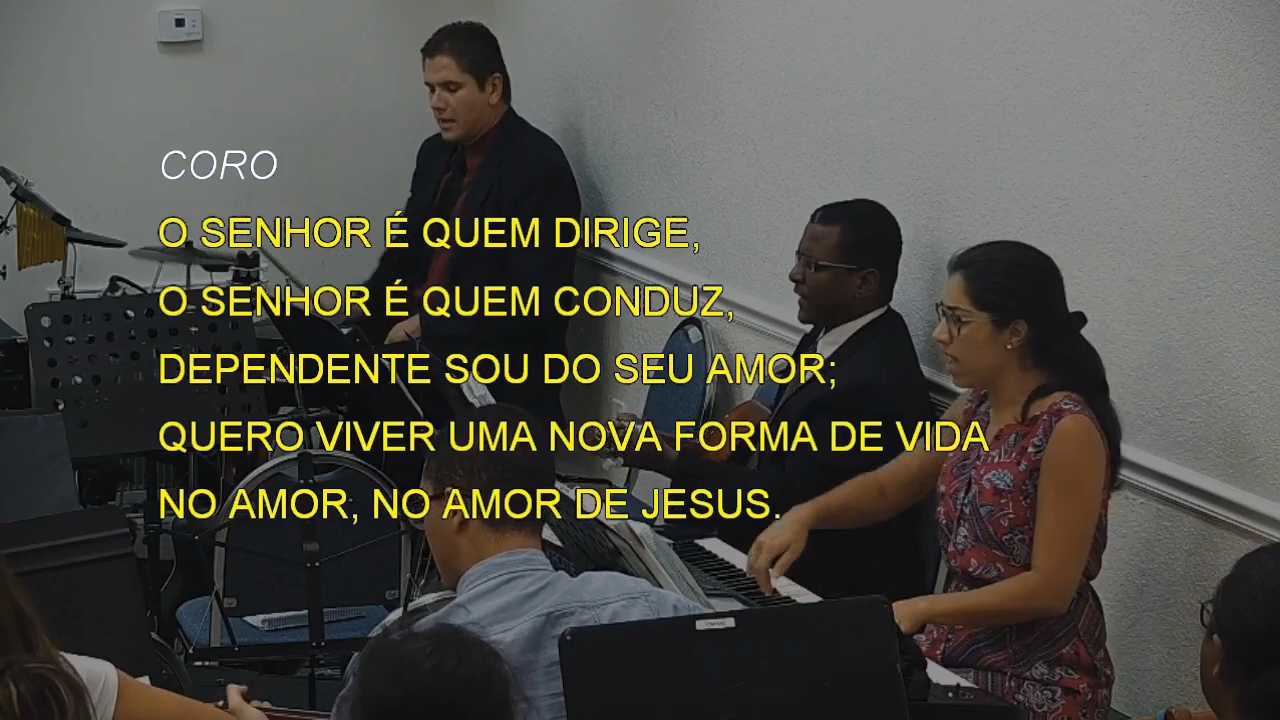 CORO
O SENHOR É QUEM DIRIGE,
O SENHOR É QUEM CONDUZ,
DEPENDENTE SOU DO SEU AMOR;
QUERO VIVER UMA NOVA FORMA DE VIDA
NO AMOR, NO AMOR DE JESUS.